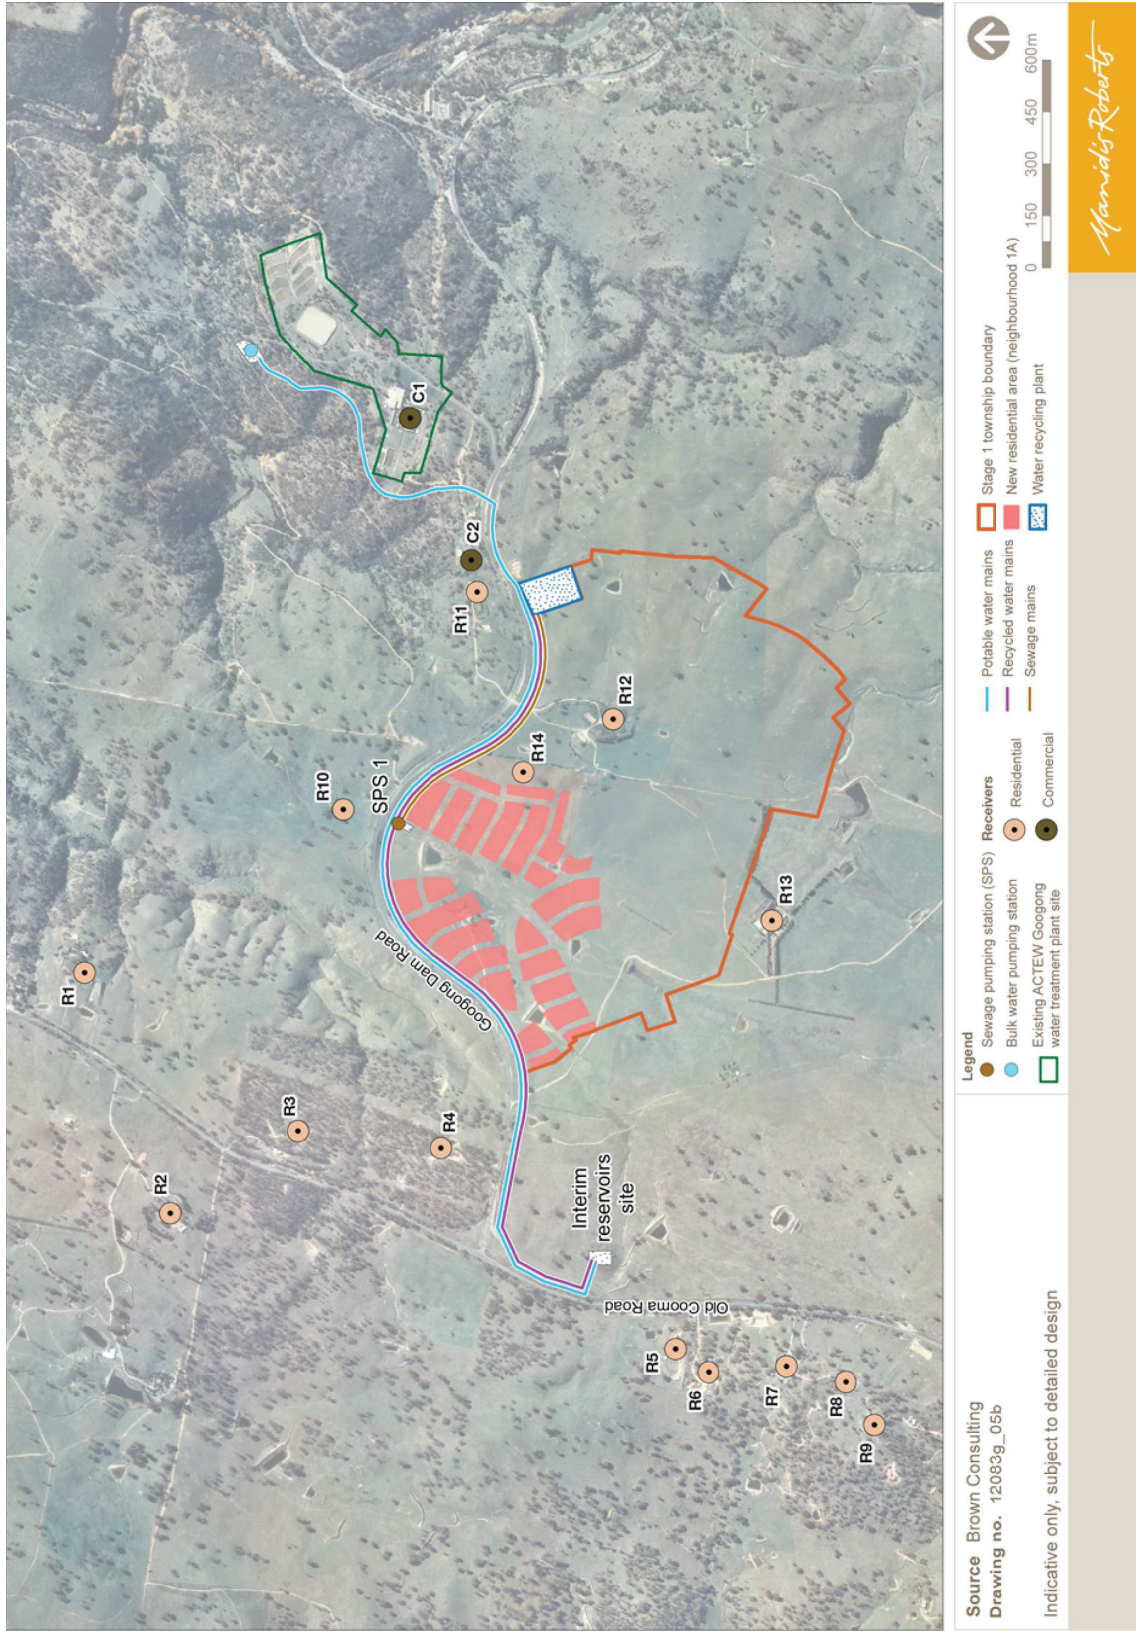 R1
R2
R3
R4
R10
SPS 1
Googong Dam Road
R14
R12
R11
C2
C1
R13
Interim
reservoirs
site
Old Cooma Road
R5
R6
R7
R8
R9
Source Brown Consulting
Drawing no. 12083g_05b
Indicative only, subject to detailed design
Legend
Sewage pumping station (SPS)
Bulk water pumping station
Existing ACTEW Googong
water treatment plant site
Receivers
Residential
Commercial
Potable water mains
Recycled water mains
Sewage mains
Stage 1 township boundary
New residential area (neighbourhood 1A)
Water recycling plant
0 150 300 450 600m
ManidisRoberts